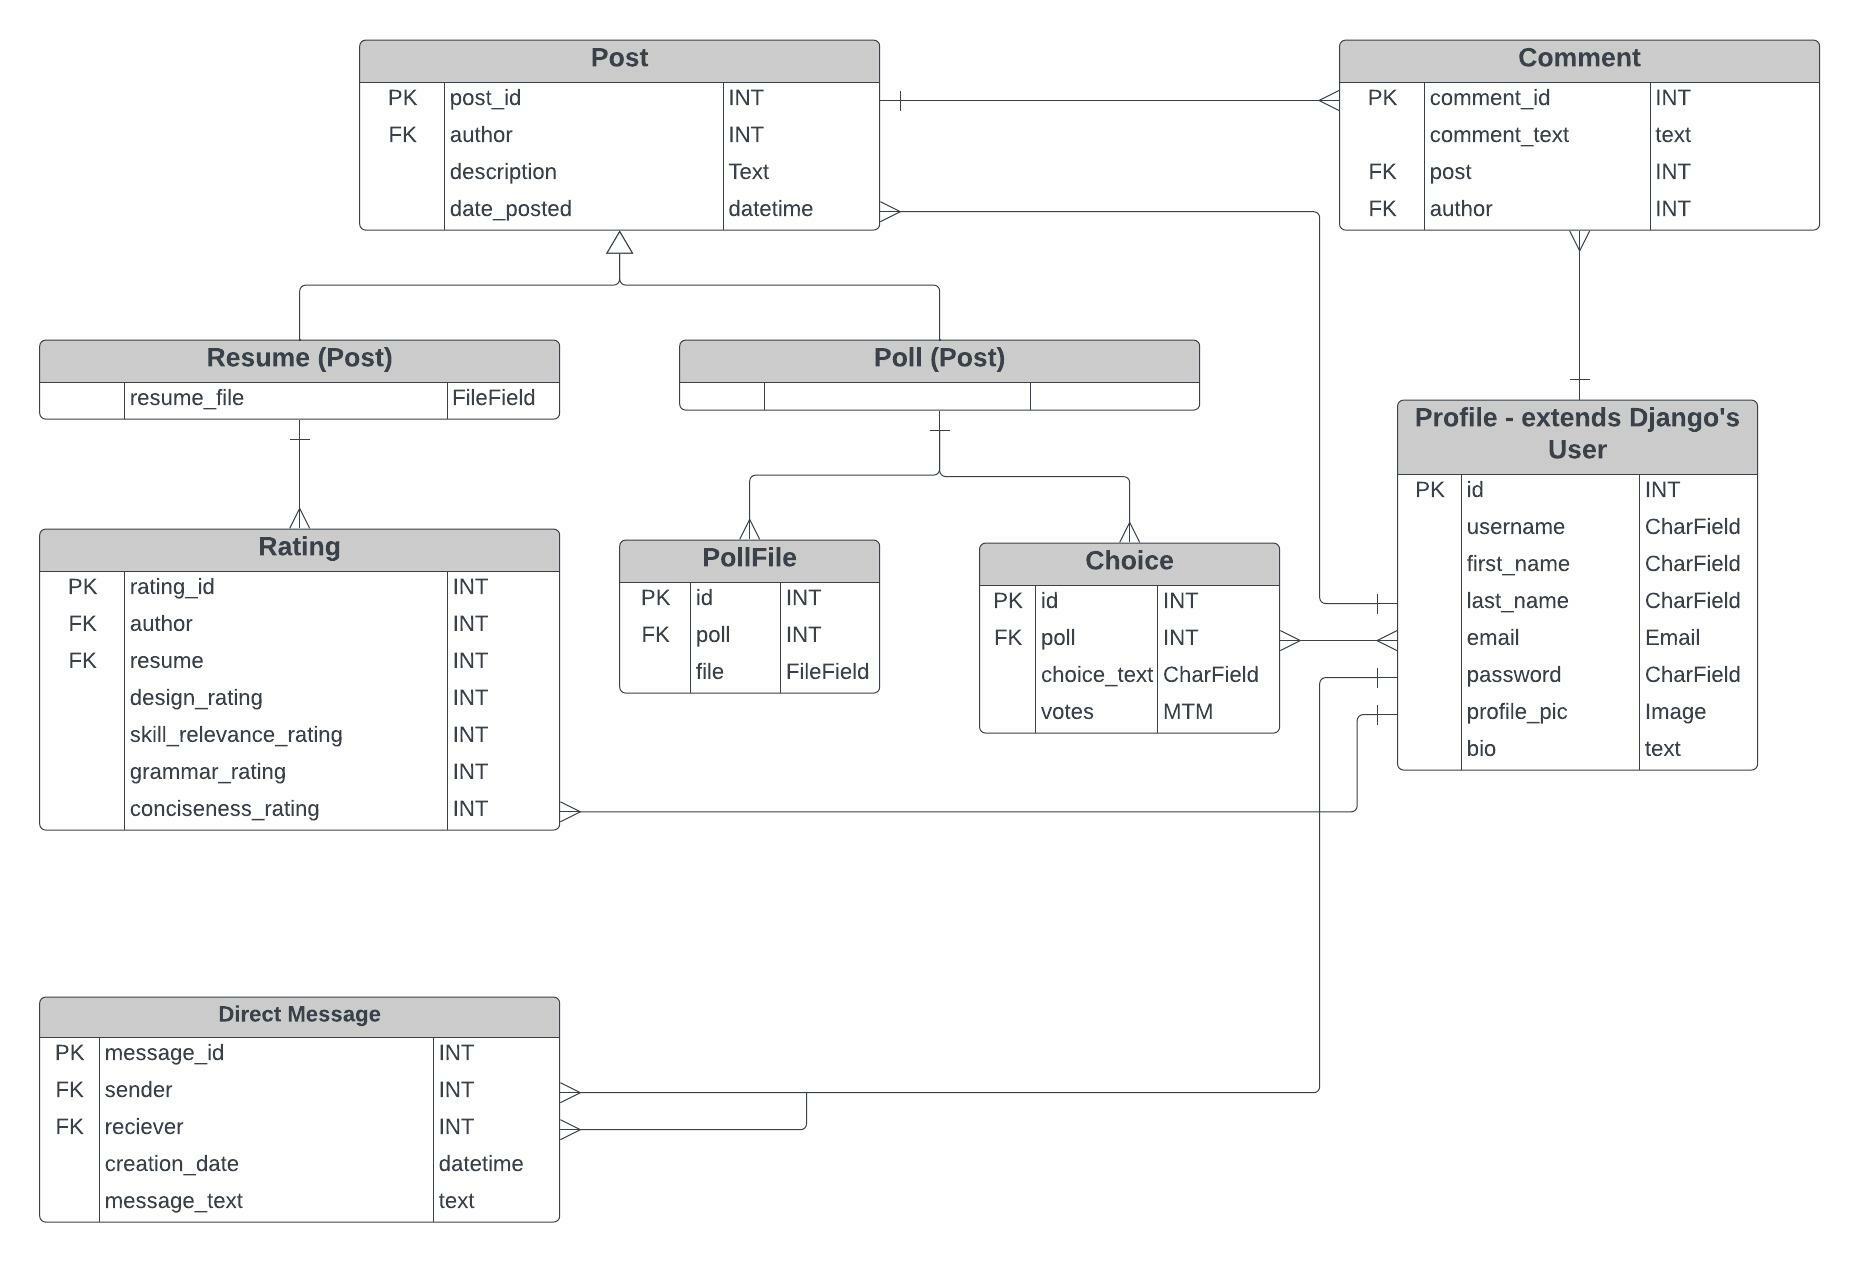 Post
PK post_id INT
FK author INT
description Text
date_posted datetime
Comment
PK comment_id INT
comment_text text
FK post INT
FK author INT
Resume (Post)
resume_file FileField
Poll (Post)
Profile - extends Django's
User
PK id INT
username CharField
first_name CharField
last_name CharField
email Email
password CharField
profile_pic Image
bio text
Rating
PK rating_id INT
FK author INT
FK resume INT
design_rating INT
skill_relevance_rating INT
grammar_rating INT
conciseness_rating INT
PollFile
PK id INT
FK poll INT
file FileField
Choice
PK id INT
FK poll INT
choice_text CharField
votes MTM
Direct Message
PK message_id INT
FK sender INT
FK reciever INT
creation_date datetime
message_text text